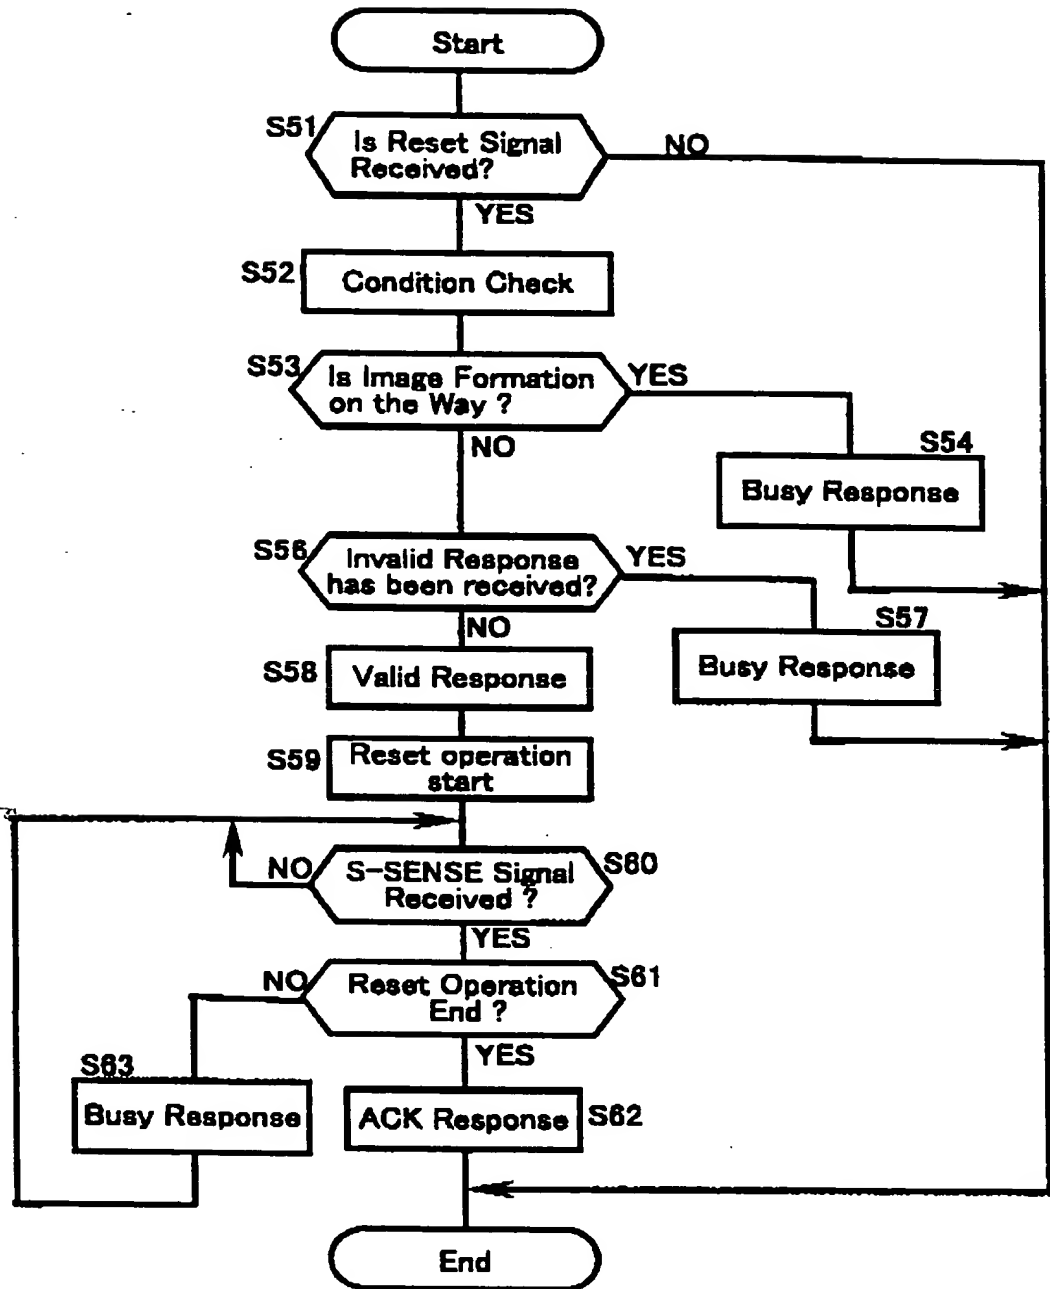 Start
S51
Is Reset Signal
Received?
NO
YES
S52
Condition Check
S53
Is Image Formation
on the Way ?
YES
NO
S54
Busy Response
S56
Invalid Response
has been received?
YES
NO
S57
Busy Response
S58
Valid Response
S59
Reset operation
start
S60
S-SENSE Signal
Received ?
NO
YES
S61
Reset Operation
End ?
NO
YES
S63
Busy Response
ACK Response
S62
End